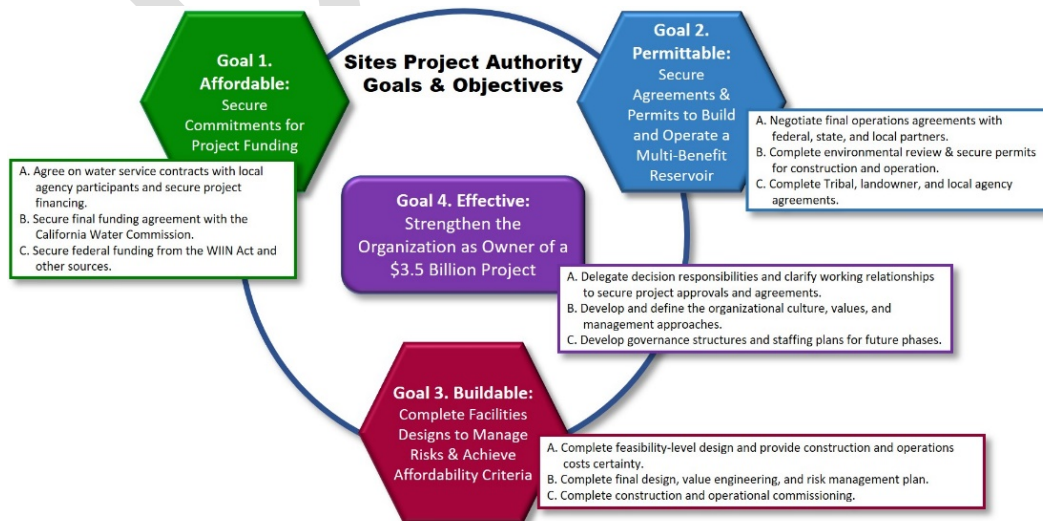 Sites Project Authority
Goals & Objectives
Goal 1.
Affordable:
Secure
Commitments for
Project Funding
A. Agree on water service contracts with local
agency participants and secure project
financing.
B. Secure final funding agreement with the
California Water Commission.
C. Secure federal funding from the WIIN Act and
other sources.
Goal 2.
Permittable:
Secure
Agreements &
Permits to Build
and Operate a
Multi-Benefit
Reservoir
A. Negotiate final operations agreements with
federal, state, and local partners.
B. Complete environmental review & secure permits
for construction and operation.
C. Complete Tribal, landowner, and local agency
agreements.
Goal 4. Effective:
Strengthen the
Organization as Owner of a
$3.5 Billion Project
A. Delegate decision responsibilities and clarify working relationships
to secure project approvals and agreements.
B. Develop and define the organizational culture, values, and
management approaches.
C. Develop governance structures and staffing plans for future phases.
Goal 3. Buildable:
Complete Facilities
Designs to Manage
Risks & Achieve
Affordability Criteria
A. Complete feasibility-level design and provide construction and operations
costs certainty.
B. Complete final design, value engineering, and risk management plan.
C. Complete construction and operational commissioning.